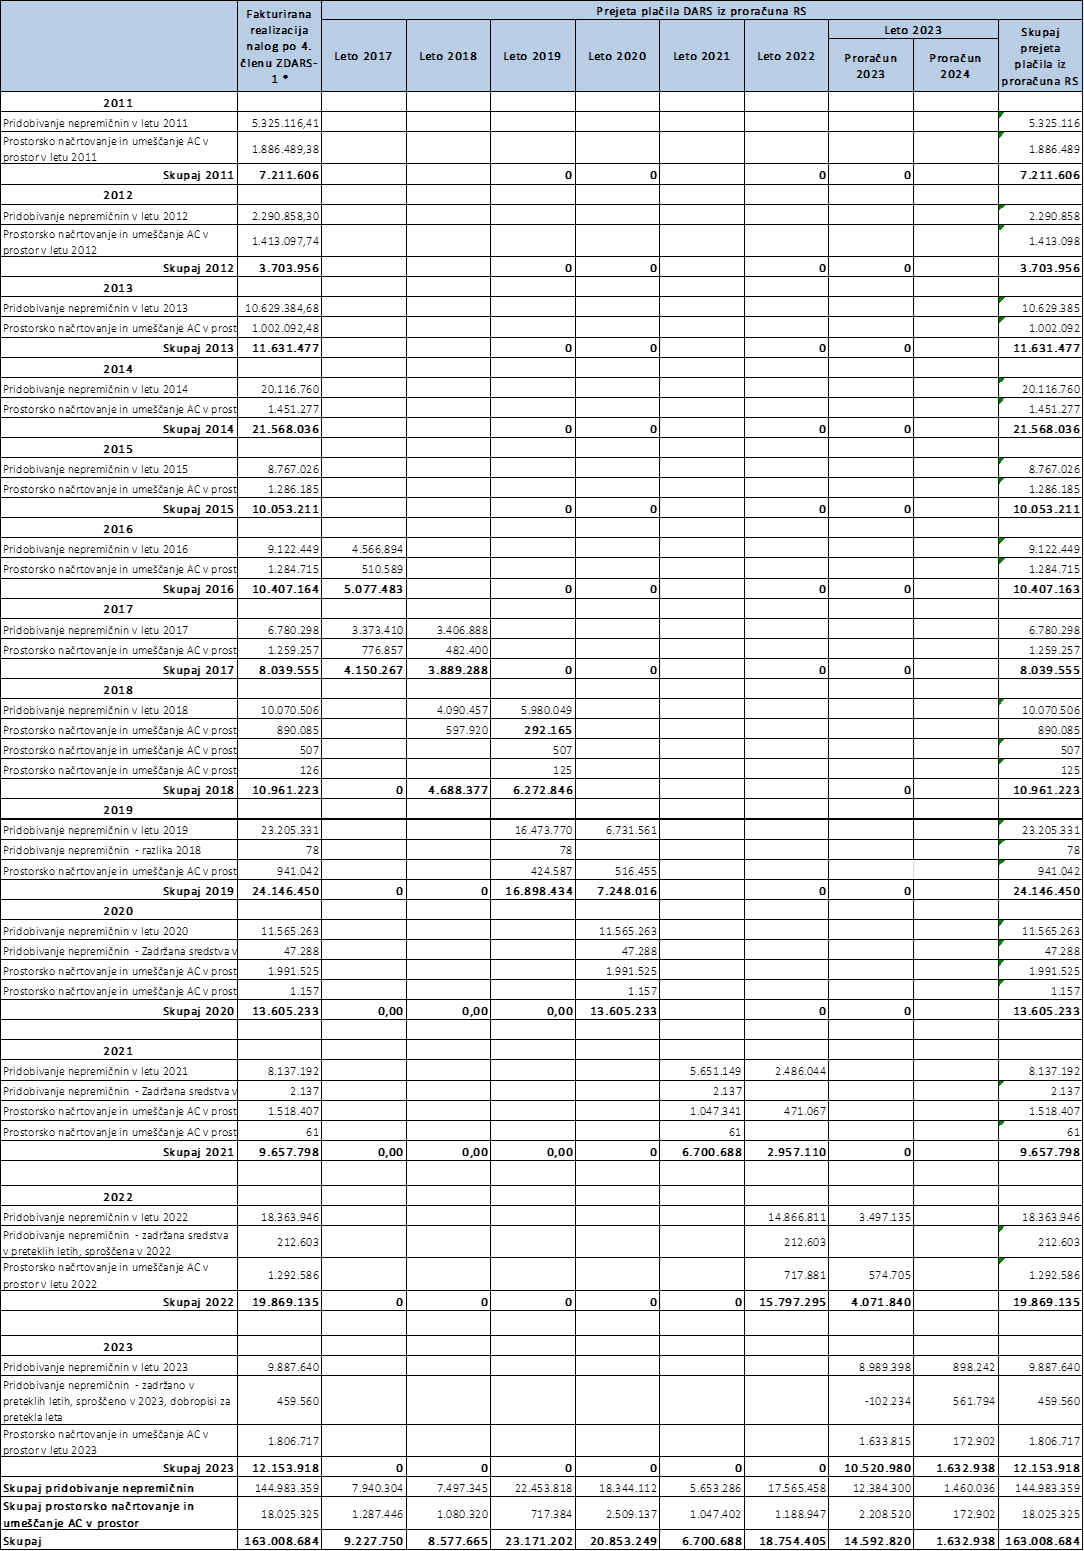 Prejeta plačila DARS iz proračuna RS
Fakturirana realizacija nalog po 4. členu ZDARS-1 * Leto 2017 Leto 2018 Leto 2019 Leto 2020 Leto 2021 Leto 2022 Leto 2023 Skupaj prejeta plačila iz proračuna RS
Proračun 2023 Proračun 2024
2011
Pridobivanje nepremičnin v letu 2011 5.325.116,41 5.325.116
Prostorsko načrtovanje in umeščanje AC v
prostor v letu 2011 1.886.489,38 1.886.489
Skupaj 2011 7.211.606 0 0 0 0 7.211.606
2012
Pridobivanje nepremičnin v letu 2012 2.290.858,30 2.290.858
Prostorsko načrtovanje in umeščanje AC v
prostor v letu 2012 1.413.097,74 1.413.098
Skupaj 2012 3.703.956 0 0 0 0 3.703.956
2013
Pridobivanje nepremičnin v letu 2013 10.629.384,68 10.629.385
Prostorsko načrtovanje in umeščanje AC v prost 1.002.092,48 1.002.092
Skupaj 2013 11.631.477 0 0 0 0 11.631.477
2014
Pridobivanje nepremičnin v letu 2014 20.116.760 20.116.760
Prostorsko načrtovanje in umeščanje AC v prost 1.451.277 1.451.277
Skupaj 2014 21.568.036 0 0 0 0 21.568.036
2015
Pridobivanje nepremičnin v letu 2015 8.767.026 8.767.026
Prostorsko načrtovanje in umeščanje AC v prost 1.286.185 1.286.185
Skupaj 2015 10.053.211 0 0 0 0 10.053.211
2016
Pridobivanje nepremičnin v letu 2016 9.122.449 4.566.894 9.122.449
Prostorsko načrtovanje in umeščanje AC v prost 1.284.715 510.589 1.284.715
Skupaj 2016 10.407.164 5.077.483 0 0 0 0 10.407.163
2017
Pridobivanje nepremičnin v letu 2017 6.780.298 3.373.410 3.406.888 6.780.298
Prostorsko načrtovanje in umeščanje AC v prost 1.259.257 776.857 482.400 1.259.257
Skupaj 2017 8.039.555 4.150.267 3.889.288 0 0 0 0 8.039.555
2018
Pridobivanje nepremičnin v letu 2018 10.070.506 4.090.457 5.980.049 10.070.506
Prostorsko načrtovanje in umeščanje AC v prost 890.085 597.920 292.165 890.085
Prostorsko načrtovanje in umeščanje AC v prost 507 507 507
Prostorsko načrtovanje in umeščanje AC v prost 126 125 125
Skupaj 2018 10.961.223 0 4.688.377 6.272.846 0 10.961.223
2019
Pridobivanje nepremičnin v letu 2019 23.205.331 16.473.770 6.731.561 23.205.331
Pridobivanje nepremičnin - razlika 2018 78 78 78
Prostorsko načrtovanje in umeščanje AC v prost 941.042 424.587 516.455 941.042
Skupaj 2019 24.146.450 0 0 16.898.434 7.248.016 0 0 24.146.450
2020
Pridobivanje nepremičnin v letu 2020 11.565.263 11.565.263 11.565.263
Pridobivanje nepremičnin - Zadržana sredstva v 47.288 47.288 47.288
Prostorsko načrtovanje in umeščanje AC v prost 1.991.525 1.991.525 1.991.525
Prostorsko načrtovanje in umeščanje AC v prost 1.157 1.157 1.157
Skupaj 2020 13.605.233 0,00 0,00 0,00 13.605.233 0 0 13.605.233
2021
Pridobivanje nepremičnin v letu 2021 8.137.192 5.651.149 2.486.044 8.137.192
Pridobivanje nepremičnin - Zadržana sredstva v 2.137 2.137 2.137
Prostorsko načrtovanje in umeščanje AC v prost 1.518.407 1.047.341 471.067 1.518.407
Prostorsko načrtovanje in umeščanje AC v prost 61 61 61
Skupaj 2021 9.657.798 0,00 0,00 0,00 0 6.700.688 2.957.110 0 9.657.798
2022
Pridobivanje nepremičnin v letu 2022 18.363.946 14.866.811 3.497.135 18.363.946
Pridobivanje nepremičnin - zadržana sredstva
v preteklih letih, sproščena v 2022 212.603 212.603 212.603
Prostorsko načrtovanje in umeščanje AC v
prostor v letu 2022 1.292.586 717.881 574.705 1.292.586
Skupaj 2022 19.869.135 0 0 0 0 0 15.797.295 4.071.840 19.869.135
2023
Pridobivanje nepremičnin v letu 2023 9.887.640 8.989.398 898.242 9.887.640
Pridobivanje nepremičnin - zadržano v
preteklih letih, sproščeno v 2023, dobropisi za 459.560 -102.234 561.794 459.560
pretekla leta
Prostorsko načrtovanje in umeščanje AC v
prostor v letu 2023 1.806.717 1.633.815 172.902 1.806.717
Skupaj 2023 12.153.918 0 0 0 0 0 0 10.520.980 1.632.938 12.153.918
Skupaj pridobivanje nepremičnin 144.983.359 7.940.304 7.497.345 22.453.818 18.344.112 5.653.286 17.565.458 12.384.300 1.460.036 144.983.359
Skupaj prostorsko načrtovanje in
umeščanje AC v prostor 18.025.325 1.287.446 1.080.320 717.384 2.509.137 1.047.402 1.188.947 2.208.520 172.902 18.025.325
Skupaj 163.008.684 9.227.750 8.577.665 23.171.202 20.853.249 6.700.688 18.754.405 14.592.820 1.632.938 163.008.684